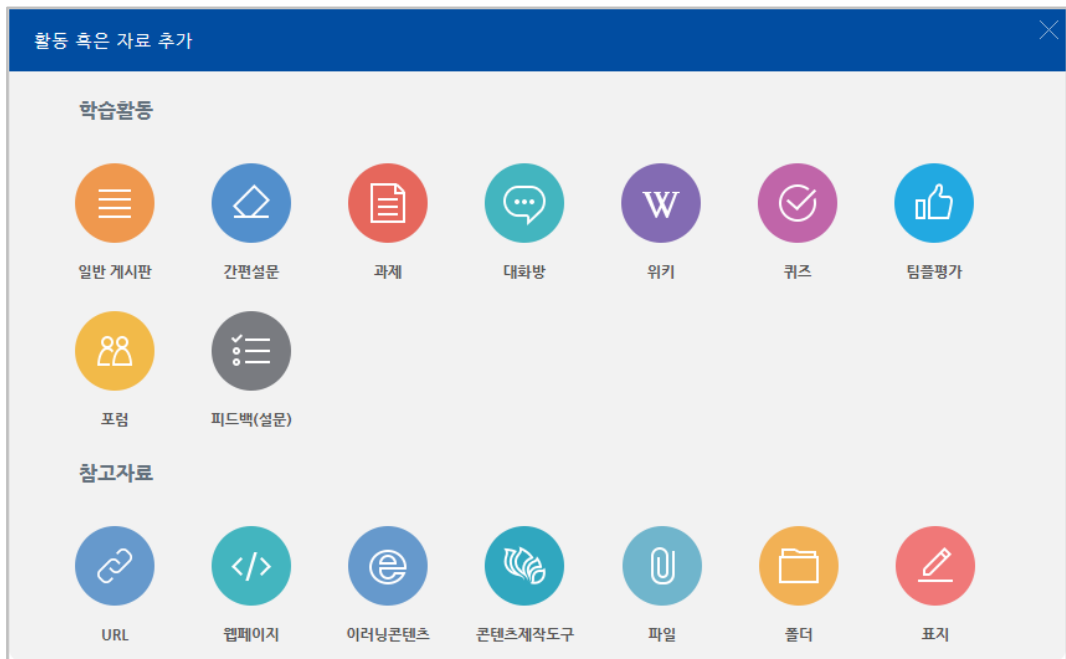 활동 혹은 자료 추가
학습활동
일반 게시판 간편설문 과제 대화방 위키 퀴즈 팀플평가
포럼 피드백(설문)
참고자료
URL 웹페이지 이러닝콘텐츠 콘텐츠제작도구 파일 폴더 표지